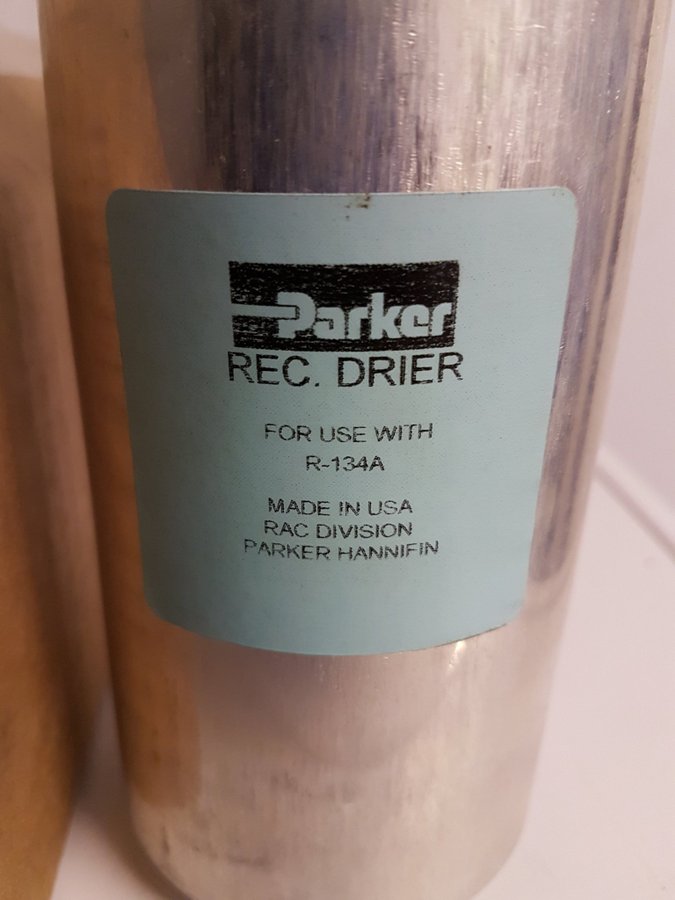 Parker
REC. DRIER
FOR USE WITH
R-134A
MADE IN USA
RAC DIVISION
PARKER HANNIFIN